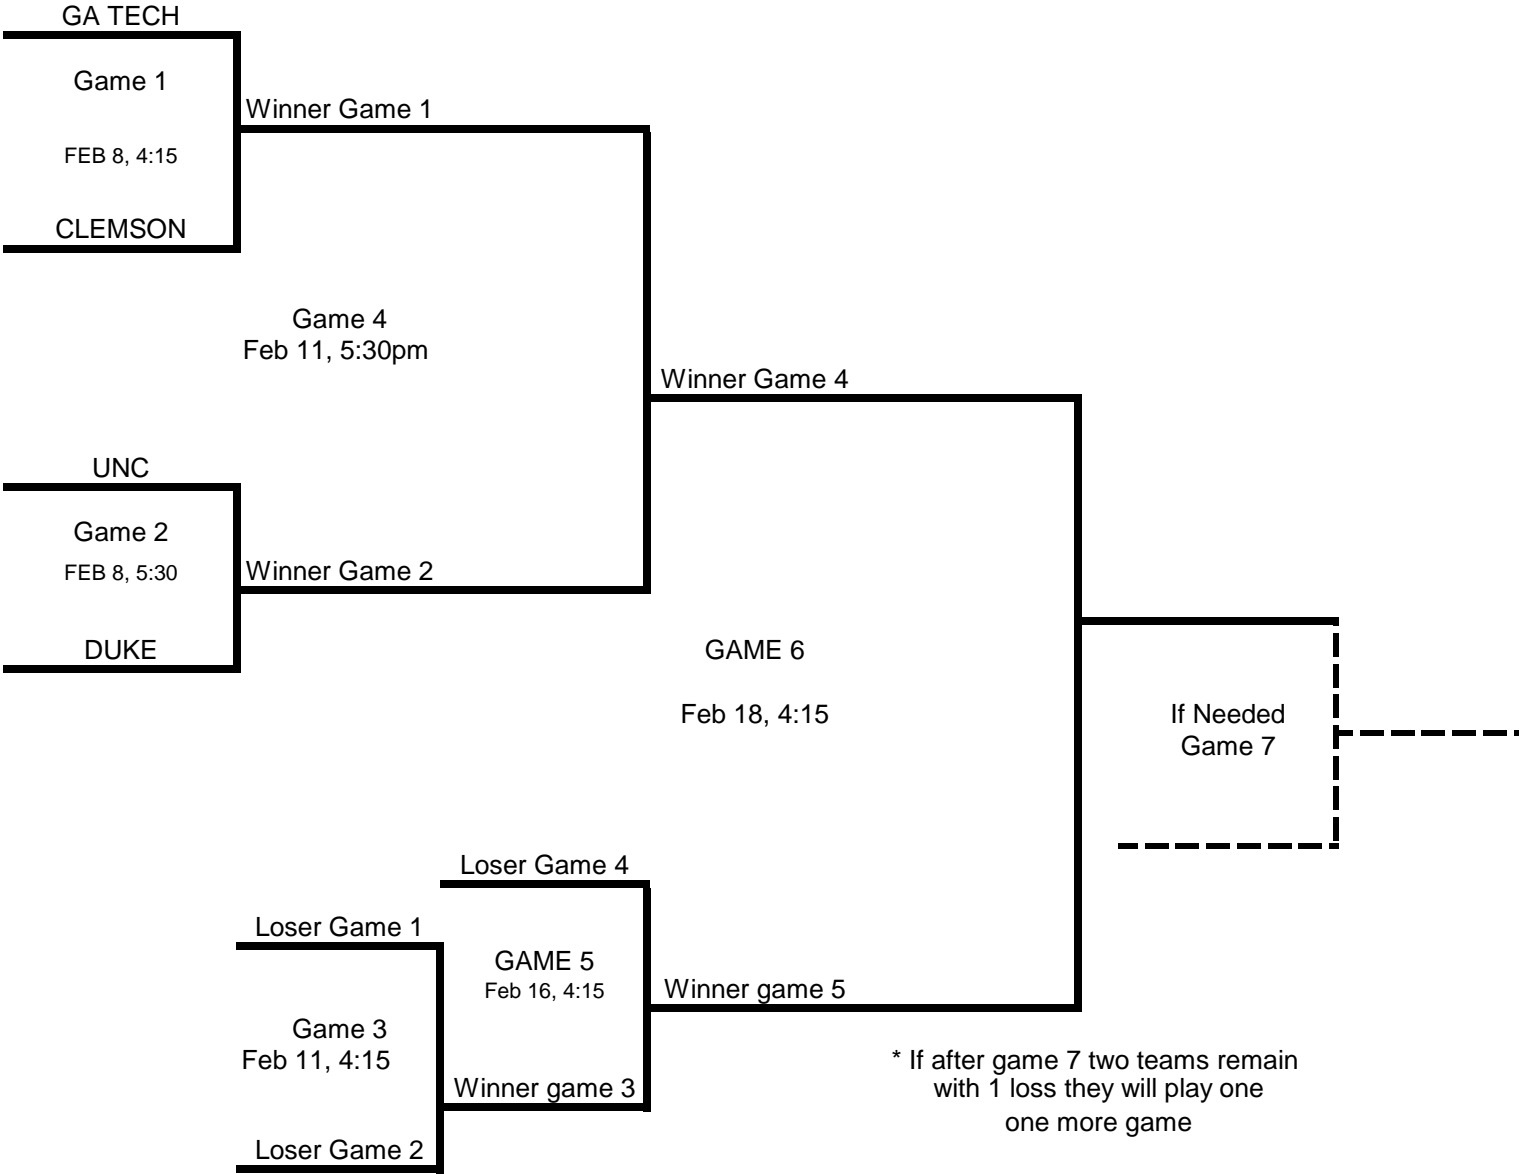 GA TECH
Game 1
Winner Game 1
FEB 8, 4:15
CLEMSON
Game 4
Feb 11, 5:30pm
Winner Game 4
UNC
Game 2
FEB 8, 5:30
Winner Game 2
DUKE
GAME 6
Feb 18, 4:15
If Needed
Game 7
Loser Game 4
Loser Game 1
GAME 5
Feb 16, 4:15
Winner game 5
Game 3
Feb 11, 4:15
Winner game 3
Loser Game 2
* If after game 7 two teams remain
with 1 loss they will play one
one more game